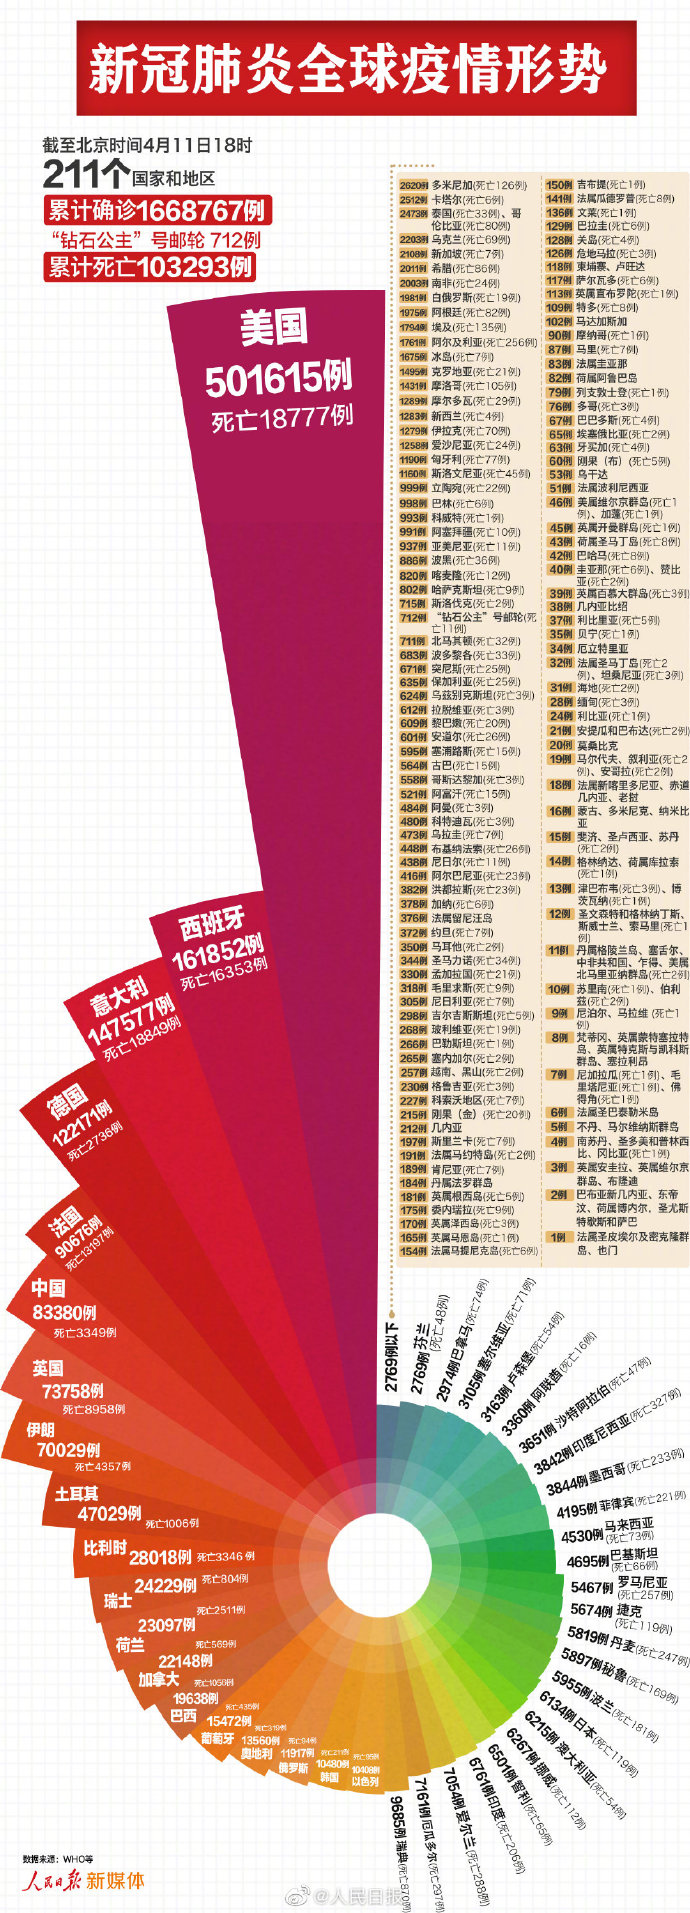 新冠肺炎全球疫情形势
截至北京时间4月11日18时
211个国家和地区
累计确诊1668767例
“钻石公主”号邮轮 712例
累计死亡103293例
美国
501615例
死亡18777例
西班牙
161852例
死亡16353例
意大利
147577例
死亡18849例
德国
122171例
死亡2736例
法国
90676例
死亡13197例
中国
83380例
死亡3349例
英国
73758例
死亡8958例
伊朗
70029例
死亡4357例
土耳其
47029例
死亡1006例
比利时
28018例
死亡3346例
瑞士
24229例
死亡804例
荷兰
23097例
死亡2511例
加拿大
22148例
死亡569例
巴西
19638例
死亡1056例
葡萄牙
15472例
死亡435例
奥地利
13560例
死亡319例
俄罗斯
11917例
死亡94例
韩国
10480例
死亡211例
以色列
10408例
死亡95例
9685例 瑞典(死亡870例)
7161例 厄瓜多尔(死亡297例)
7054例 爱尔兰(死亡288例)
6761例 印度(死亡206例)
6501例 智利(死亡65例)
6267例 挪威(死亡112例)
6215例 澳大利亚(死亡54例)
6134例 日本(死亡119例)
5955例 波兰(死亡181例)
5897例 秘鲁(死亡169例)
5819例 丹麦(死亡247例)
5674例 捷克
(死亡119例)
5467例 罗马尼亚
(死亡257例)
4695例 巴基斯坦
(死亡66例)
4530例 马来西亚
(死亡73例)
4195例 菲律宾(死亡221例)
3844例 墨西哥(死亡233例)
3842例 印度尼西亚(死亡327例)
3651例 沙特阿拉伯(死亡47例)
3360例 阿联酋(死亡16例)
3163例 卢森堡(死亡54例)
3105例 塞尔维亚(死亡71例)
2974例 巴拿马(死亡74例)
2769例 芬兰
(死亡48例)
2769例以下
2620例 多米尼加(死亡126例)
2512例 卡塔尔(死亡6例)
2473例 泰国(死亡33例)、哥
伦比亚(死亡80例)
2203例 乌克兰(死亡69例)
2108例 新加坡(死亡7例)
2011例 希腊(死亡86例)
2003例 南非(死亡24例)
1981例 白俄罗斯(死亡19例)
1975例 阿根廷(死亡82例)
1794例 埃及(死亡135例)
1761例 阿尔及利亚(死亡256例)
1675例 冰岛(死亡7例)
1495例 克罗地亚(死亡21例)
1431例 摩洛哥(死亡105例)
1289例 摩尔多瓦(死亡29例)
1283例 新西兰(死亡4例)
1279例 伊拉克(死亡70例)
1258例 爱沙尼亚(死亡24例)
1190例 匈牙利(死亡77例)
1160例 斯洛文尼亚(死亡45例)
999例 立陶宛(死亡22例)
998例 巴林(死亡6例)
993例 科威特(死亡1例)
991例 阿塞拜疆(死亡10例)
937例 亚美尼亚(死亡11例)
886例 波黑(死亡36例)
820例 喀麦隆(死亡12例)
802例 哈萨克斯坦(死亡9例)
715例 斯洛伐克(死亡2例)
712例 “钻石公主”号邮轮(死
亡11例)
711例 北马其顿(死亡32例)
683例 波多黎各(死亡33例)
671例 突尼斯(死亡25例)
635例 保加利亚(死亡25例)
624例 乌兹别克斯坦(死亡3例)
612例 拉脱维亚(死亡3例)
609例 黎巴嫩(死亡20例)
601例 安道尔(死亡26例)
595例 塞浦路斯(死亡15例)
564例 古巴(死亡15例)
558例 哥斯达黎加(死亡3例)
521例 阿富汗(死亡15例)
484例 阿曼(死亡3例)
480例 科特迪瓦(死亡3例)
473例 乌拉圭(死亡7例)
448例 布基纳法索(死亡26例)
438例 尼日尔(死亡11例)
416例 阿尔巴尼亚(死亡23例)
382例 洪都拉斯(死亡23例)
378例 加纳(死亡6例)
376例 法属留尼汪岛
372例 约旦(死亡7例)
350例 马耳他(死亡2例)
344例 圣马力诺(死亡34例)
330例 孟加拉国(死亡21例)
318例 毛里求斯(死亡9例)
305例 尼日利亚(死亡7例)
298例 吉尔吉斯斯坦(死亡5例)
268例 玻利维亚(死亡19例)
266例 巴勒斯坦(死亡1例)
265例 塞内加尔(死亡2例)
257例 越南、黑山(死亡2例)
230例 格鲁吉亚(死亡3例)
227例 科索沃地区(死亡7例)
215例 刚果（金）(死亡20例)
212例 几内亚
197例 斯里兰卡(死亡7例)
191例 法属马约特岛(死亡2例)
189例 肯尼亚(死亡7例)
184例 丹属法罗群岛
181例 英属根西岛(死亡5例)
175例 委内瑞拉(死亡9例)
170例 英属泽西岛(死亡3例)
165例 英属马恩岛(死亡1例)
154例 法属马提尼克岛(死亡6例)
150例 吉布提(死亡1例)
141例 法属瓜德罗普(死亡8例)
136例 文莱(死亡1例)
129例 巴拉圭(死亡6例)
128例 关岛(死亡4例)
126例 危地马拉(死亡3例)
118例 柬埔寨、卢旺达
117例 萨尔瓦多(死亡6例)
113例 英属直布罗陀(死亡1例)
109例 特多(死亡8例)
102例 马达加斯加
90例 摩纳哥(死亡1例)
87例 马里(死亡7例)
83例 法属圭亚那
82例 荷属阿鲁巴岛
79例 列支敦士登(死亡1例)
76例 多哥(死亡3例)
67例 巴巴多斯(死亡4例)
65例 埃塞俄比亚(死亡2例)
63例 牙买加(死亡4例)
60例 刚果（布）(死亡5例)
53例 乌干达
51例 法属波利尼西亚
46例 美属维尔京群岛(死亡1
例)、加蓬(死亡1例)
45例 英属开曼群岛(死亡1例)
43例 荷属圣马丁岛(死亡8例)
42例 巴哈马(死亡8例)
40例 圭亚那(死亡6例)、赞比
亚(死亡2例)
39例 英属百慕大群岛(死亡3例)
38例 几内亚比绍
37例 利比里亚(死亡5例)
35例 贝宁(死亡1例)
34例 厄立特里亚
32例 法属圣马丁岛(死亡2
例)、坦桑尼亚(死亡3例)
31例 海地(死亡2例)
28例 缅甸(死亡3例)
24例 利比亚(死亡1例)
21例 安提瓜和巴布达(死亡2例)
20例 莫桑比克
19例 马尔代夫、叙利亚(死亡2
例)、安哥拉(死亡2例)
18例 法属新喀里多尼亚、赤道
几内亚、老挝
16例 蒙古、多米尼克、纳米比
亚
15例 斐济、圣卢西亚、苏丹
(死亡2例)
14例 格林纳达、荷属库拉索
(死亡1例)
13例 津巴布韦(死亡3例)、博
茨瓦纳(死亡1例)
12例 圣文森特和格林纳丁斯、
斯威士兰、索马里(死亡1
例)
11例 丹属格陵兰岛、塞舌尔、
中非共和国、乍得、美属
北马里亚纳群岛(死亡2例)
10例 苏里南(死亡1例)、伯利
兹(死亡2例)
9例 尼泊尔、马拉维（死亡1
例)
8例 梵蒂冈、英属蒙特塞拉特
岛、英属特克斯与凯科斯
群岛、塞拉利昂
7例 尼加拉瓜(死亡1例)、毛
里塔尼亚(死亡1例)、佛
得角(死亡1例)
6例 法属圣巴泰勒米岛
5例 不丹、马尔维纳斯群岛
4例 南苏丹、圣多美和普林西
比、冈比亚(死亡1例)
3例 英属安圭拉、英属维尔京
群岛、布隆迪
2例 巴布亚新几内亚、东帝
汶、荷属博内尔．圣尤斯
特歇斯和萨巴
1例 法属圣皮埃尔及密克隆群
岛、也门
数据来源：WHO等
人民日报 新媒体
@人民日报